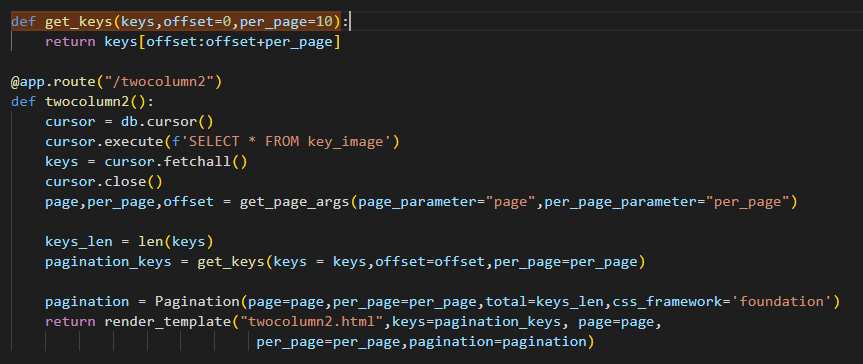 def get_keys(keys,offset=0,per_page=10):
    return keys[offset:offset+per_page]

@app.route("/twocolumn2")
def twocolumn2():
    cursor = db.cursor()
    cursor.execute(f'SELECT * FROM key_image')
    keys = cursor.fetchall()
    cursor.close()
    page,per_page,offset = get_page_args(page_parameter="page",per_page_parameter="per_page")

    keys_len = len(keys)
    pagination_keys = get_keys(keys = keys,offset=offset,per_page=per_page)

    pagination = Pagination(page=page,per_page=per_page,total=keys_len,css_framework='foundation')
    return render_template("twocolumn2.html",keys=pagination_keys, page=page,
                           per_page=per_page,pagination=pagination)